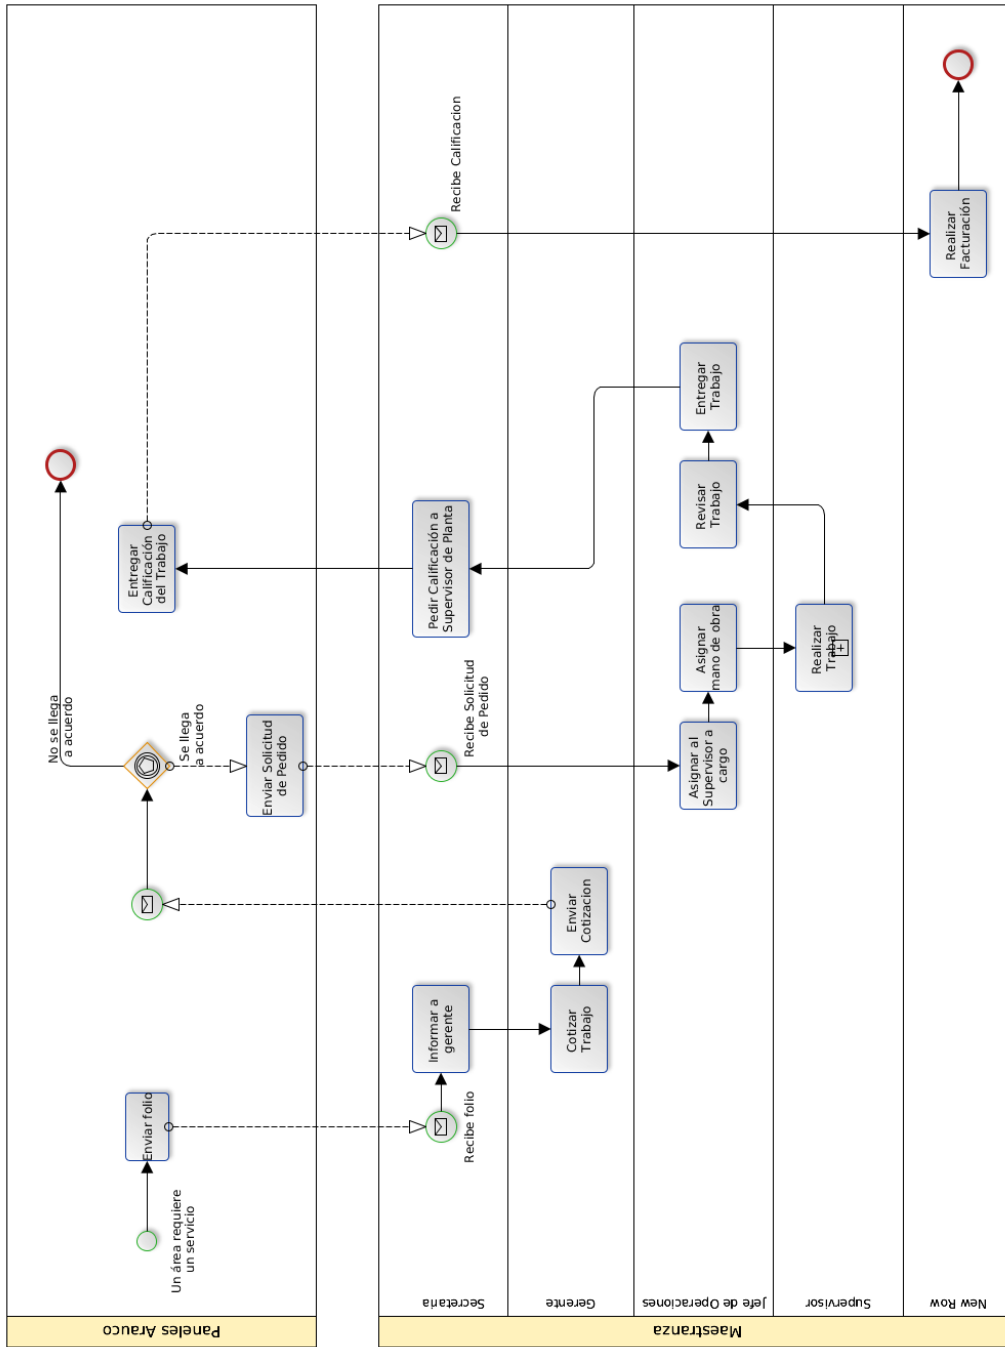 Paneles Arauco
Un área requiere
un servicio
Enviar folio
No se llega
a acuerdo
Se llega
a acuerdo
Enviar Solicitud
de Pedido
Entregar
Calificación
del Trabajo
Maestranza
Secretaria
Recibe folio
Informar a
gerente
Recibe Solicitud
de Pedido
Pedir Calificación a
Supervisor de Planta
Recibe Calificacion
Gerente
Cotizar
Trabajo
Enviar
Cotizacion
Jefe de Operaciones
Asignar al
Supervisor a
cargo
Asignar
mano de obra
Revisar
Trabajo
Entregar
Trabajo
Supervisor
Realizar
Trabajo
New Row
Realizar
Facturación